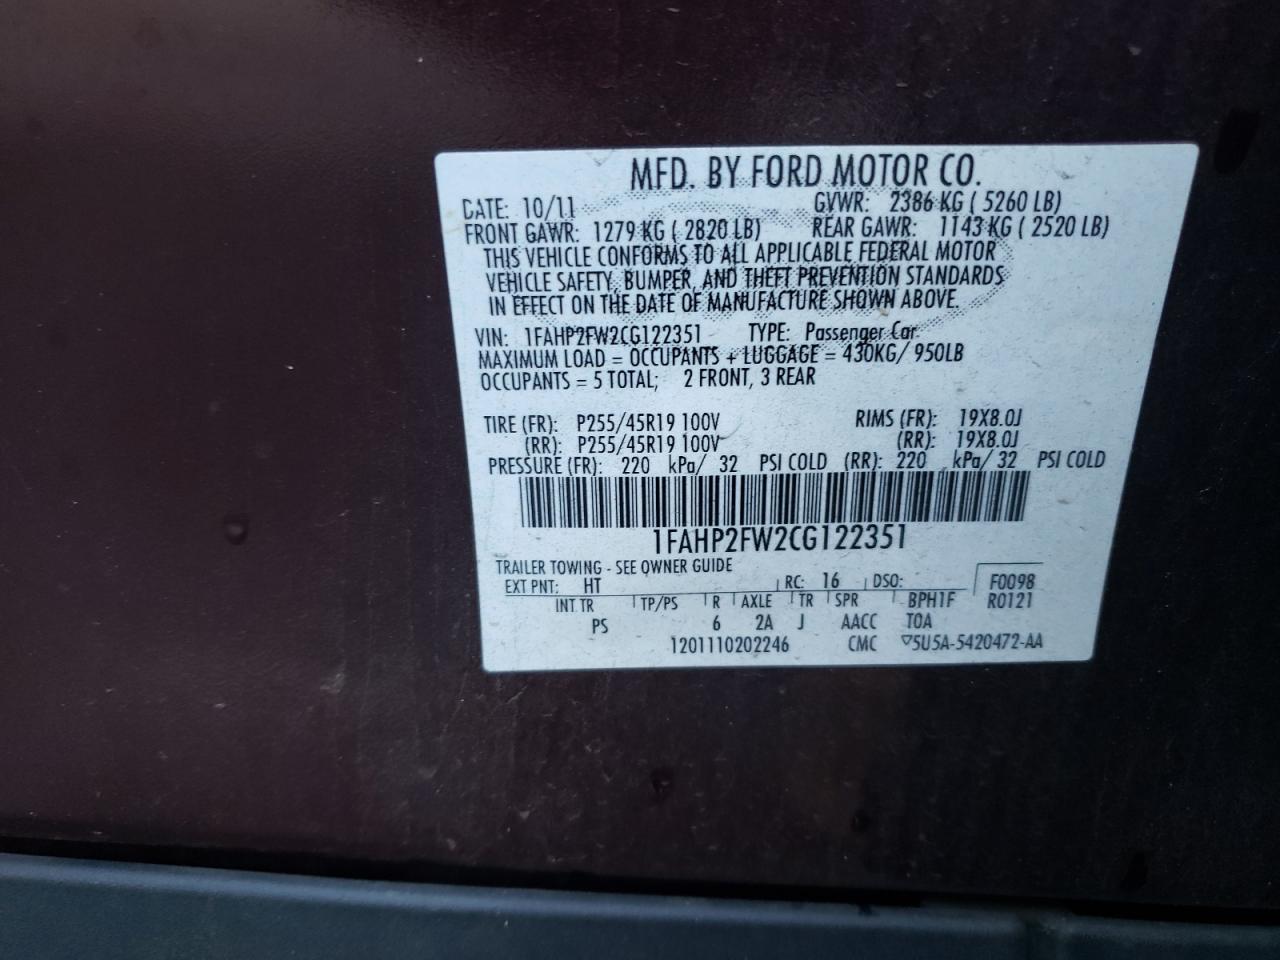 MFD. BY FORD MOTOR CO.
DATE: 10/11 GVWR: 2386 KG ( 5260 LB)
FRONT GAWR: 1279 KG ( 2820 LB) REAR GAWR: 1143 KG ( 2520 LB)
THIS VEHICLE CONFORMS TO ALL APPLICABLE FEDERAL MOTOR
VEHICLE SAFETY, BUMPER, AND THEFT PREVENTION STANDARDS
IN EFFECT ON THE DATE OF MANUFACTURE SHOWN ABOVE.
VIN: 1FAHP2FW2CG122351 TYPE: Passenger Car
MAXIMUM LOAD = OCCUPANTS + LUGGAGE = 430KG/ 950LB
OCCUPANTS = 5 TOTAL; 2 FRONT, 3 REAR
TIRE (FR): P255/45R19 100V RIMS (FR): 19X8.0J
(RR): P255/45R19 100V (RR): 19X8.0J
PRESSURE (FR): 220 kPa/ 32 PSI COLD (RR): 220 kPa/ 32 PSI COLD
1FAHP2FW2CG122351
TRAILER TOWING - SEE OWNER GUIDE
EXT PNT: HT RC: 16 DSO: F0098
INT TR TP/PS R AXLE TR SPR BPH1F R0121
PS 6 2A J AACC TOA
1201110202246 CMC ▽5U5A-5420472-AA